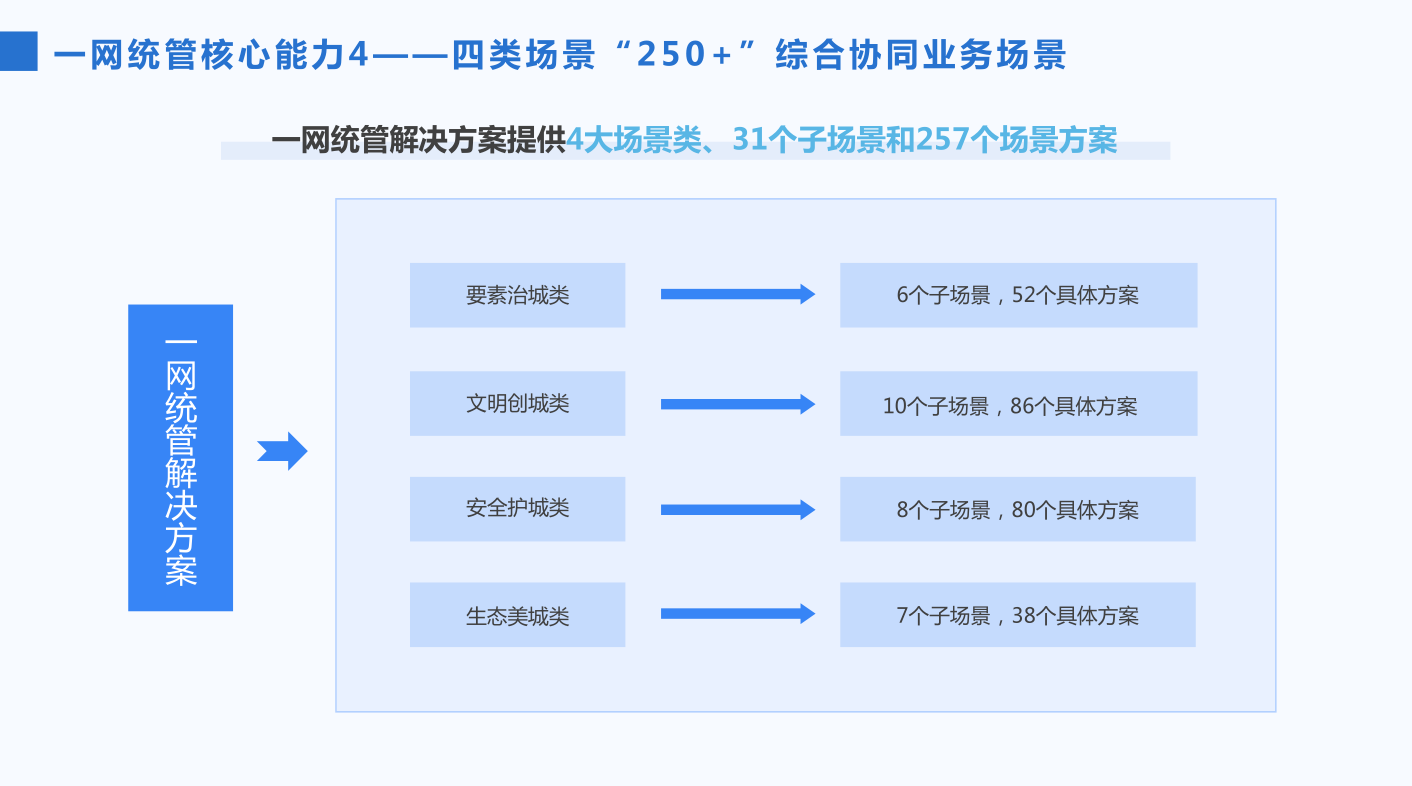 一网统管核心能力4——四类场景“250+”综合协同业务场景
一网统管解决方案提供4大场景类、31个子场景和257个场景方案
一网统管解决方案
要素治城类
6个子场景，52个具体方案
文明创城类
10个子场景，86个具体方案
安全护城类
8个子场景，80个具体方案
生态美城类
7个子场景，38个具体方案